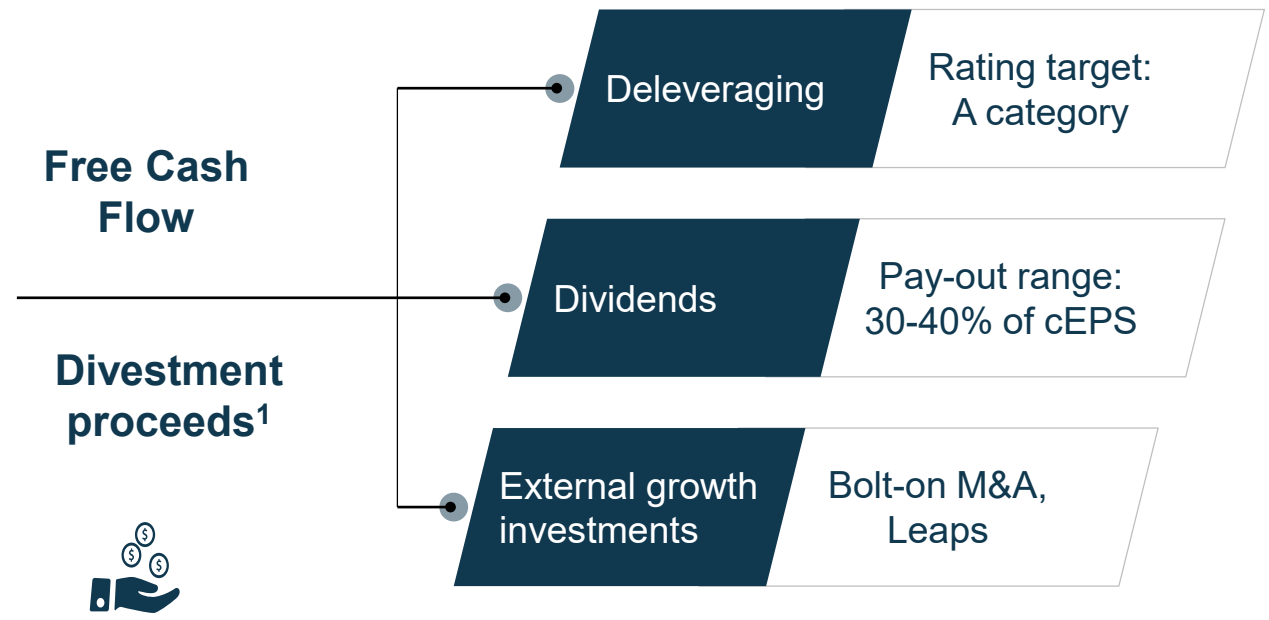 Free Cash
Flow
Divestment
proceeds¹
Deleveraging
Rating target:
A category
Dividends
Pay-out range:
30-40% of cEPS
External growth
investments
Bolt-on M&A,
Leaps
$
$
$